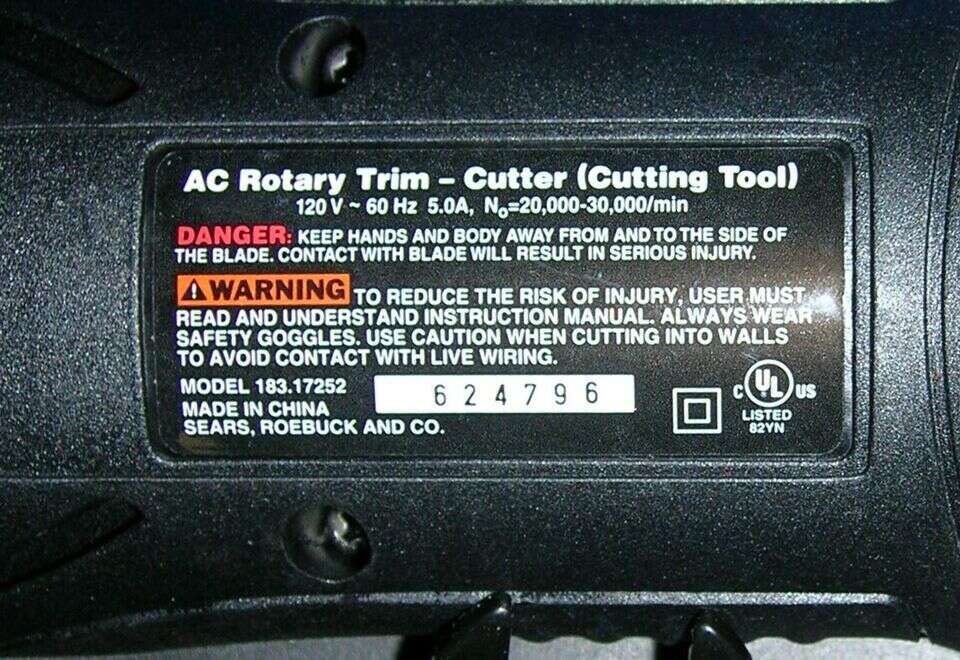 AC Rotary Trim – Cutter (Cutting Tool)
120 V ~ 60 Hz 5.0A, No=20,000-30,000/min
DANGER: KEEP HANDS AND BODY AWAY FROM AND TO THE SIDE OF
THE BLADE. CONTACT WITH BLADE WILL RESULT IN SERIOUS INJURY.
WARNING TO REDUCE THE RISK OF INJURY, USER MUST
READ AND UNDERSTAND INSTRUCTION MANUAL. ALWAYS WEAR
SAFETY GOGGLES. USE CAUTION WHEN CUTTING INTO WALLS
TO AVOID CONTACT WITH LIVE WIRING.
MODEL 183.17252
624796
MADE IN CHINA
SEARS, ROEBUCK AND CO.
C UL US
LISTED
82YN